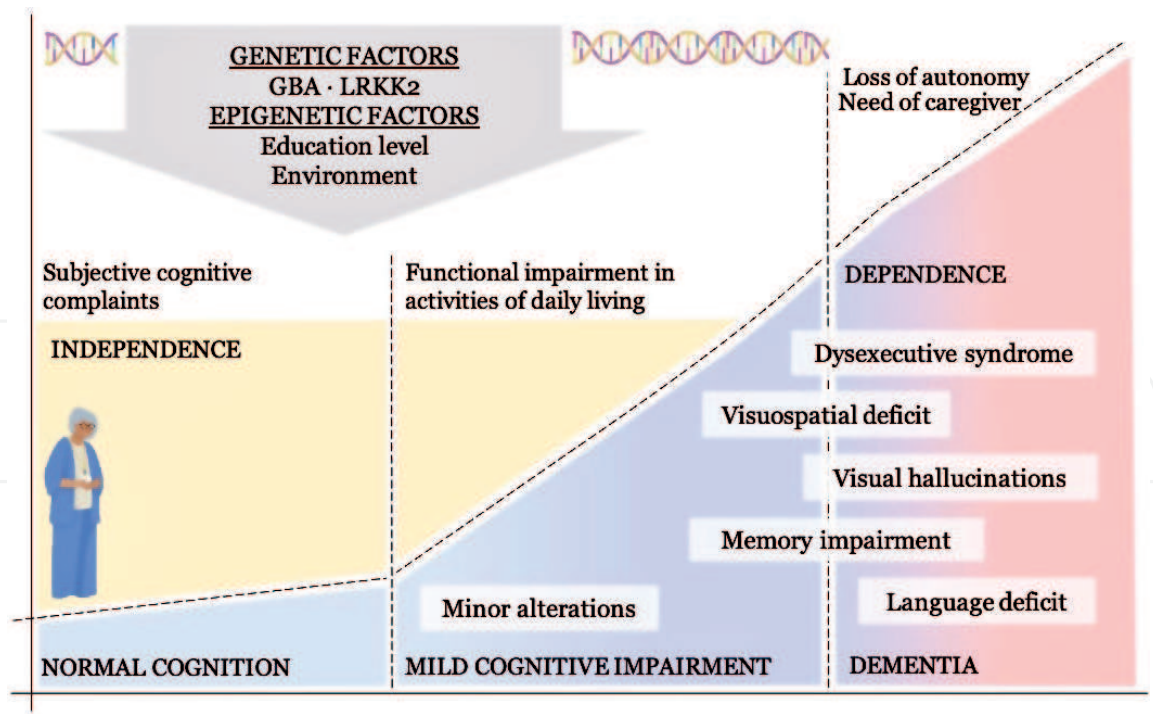 GENETIC FACTORS
GBA · LRKK2
EPIGENETIC FACTORS
Education level
Environment
Loss of autonomy
Need of caregiver
Subjective cognitive
complaints
Functional impairment in
activities of daily living
INDEPENDENCE
DEPENDENCE
Dysexecutive syndrome
Visuospatial deficit
Visual hallucinations
Memory impairment
Minor alterations
Language deficit
NORMAL COGNITION
MILD COGNITIVE IMPAIRMENT
DEMENTIA